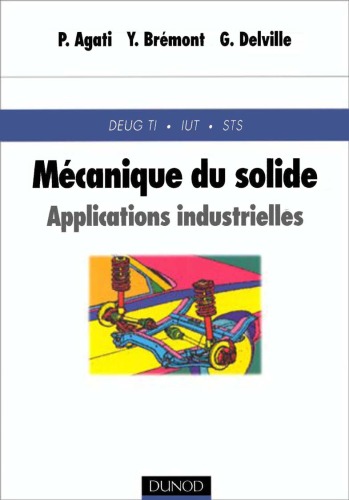 P. Agati Y. Brémont G. Delville
DEUG TI • IUT • STS
Mécanique du solide
Applications industrielles
DUNOD